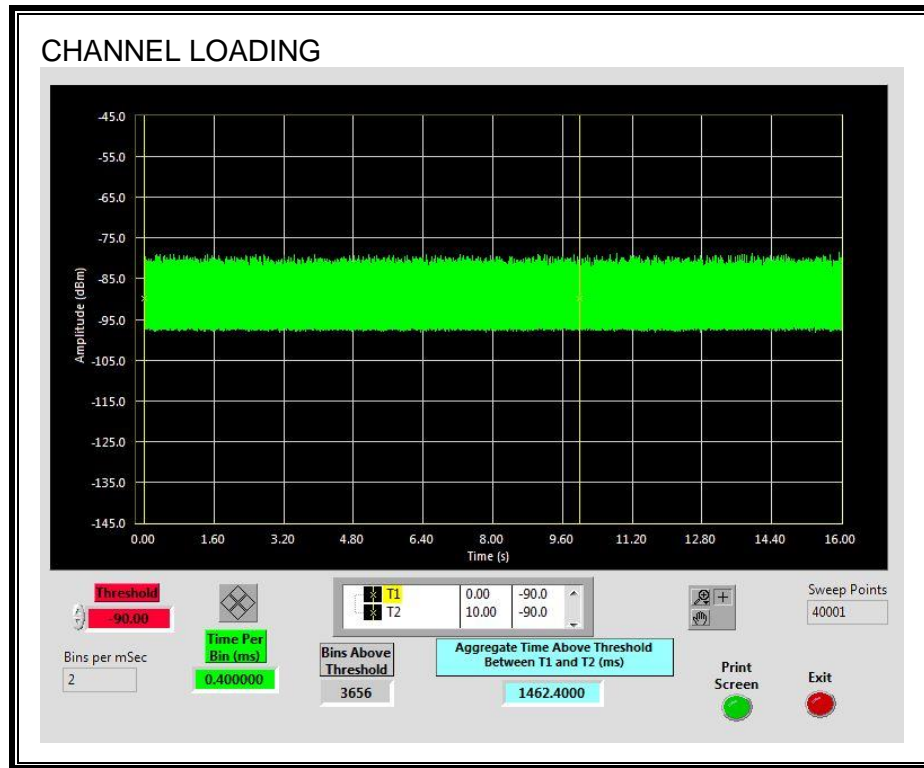 CHANNEL LOADING
-45.0
-55.0
-65.0
-75.0
-85.0
-95.0
-105.0
-115.0
-125.0
-135.0
-145.0
Amplitude (dBm)
0.00 1.60 3.20 4.80 6.40 8.00 9.60 11.20 12.80 14.40 16.00
Time (s)
Threshold
-90.00
Bins per mSec
2
Time Per
Bin (ms)
0.400000
T1 0.00 -90.0
T2 10.00 -90.0
Bins Above
Threshold
3656
Aggregate Time Above Threshold
Between T1 and T2 (ms)
1462.4000
Sweep Points
40001
Print
Screen
Exit